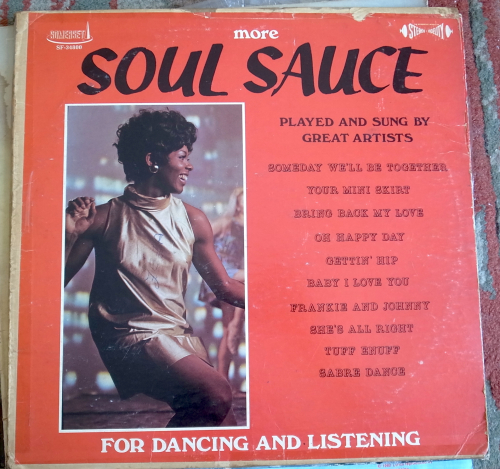 SOMERSET
SF-34800
more
STEREO-FIDELITY
SOUL SAUCE
PLAYED AND SUNG BY
GREAT ARTISTS
SOMEDAY WE'LL BE TOGETHER
YOUR MINI SKIRT
BRING BACK MY LOVE
OH HAPPY DAY
GETTIN' HIP
BABY I LOVE YOU
FRANKIE AND JOHNNY
SHE'S ALL RIGHT
TUFF ENUFF
SABRE DANCE
FOR DANCING AND LISTENING